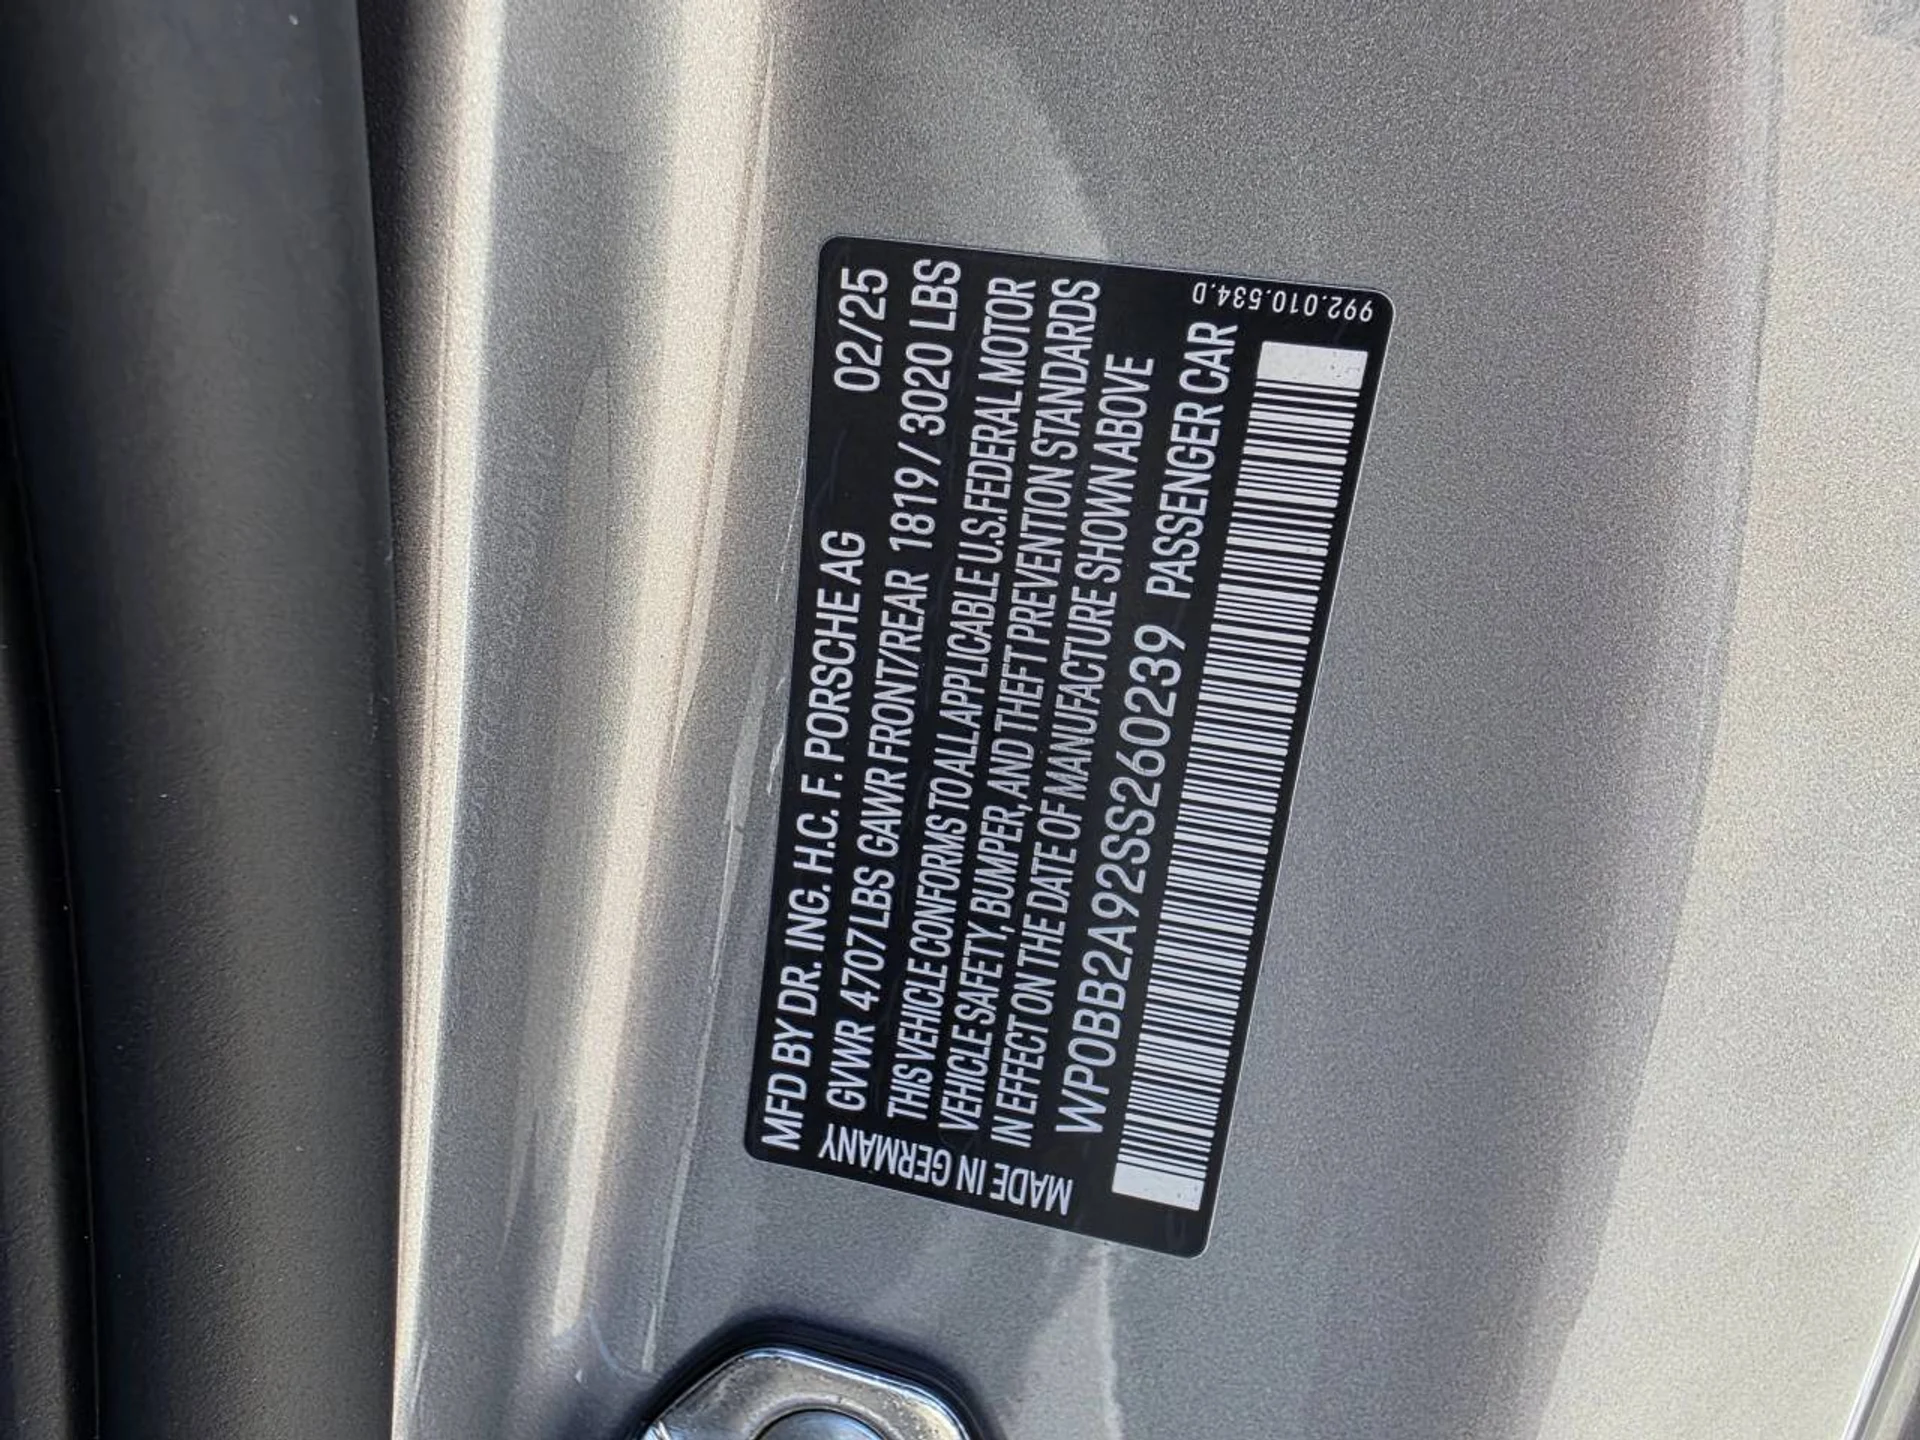 MFD BY DR. ING. H.C. F. PORSCHE AG 02/25
GVWR 4707LBS GAWR FRONT/REAR 1819/3020 LBS
THIS VEHICLE CONFORMS TO ALL APPLICABLE U.S.FEDERAL MOTOR
VEHICLE SAFETY, BUMPER, AND THEFT PREVENTION STANDARDS
IN EFFECT ON THE DATE OF MANUFACTURE SHOWN ABOVE
WP0BB2A92SS260239 PASSENGER CAR
MADE IN GERMANY
992.010.534.D